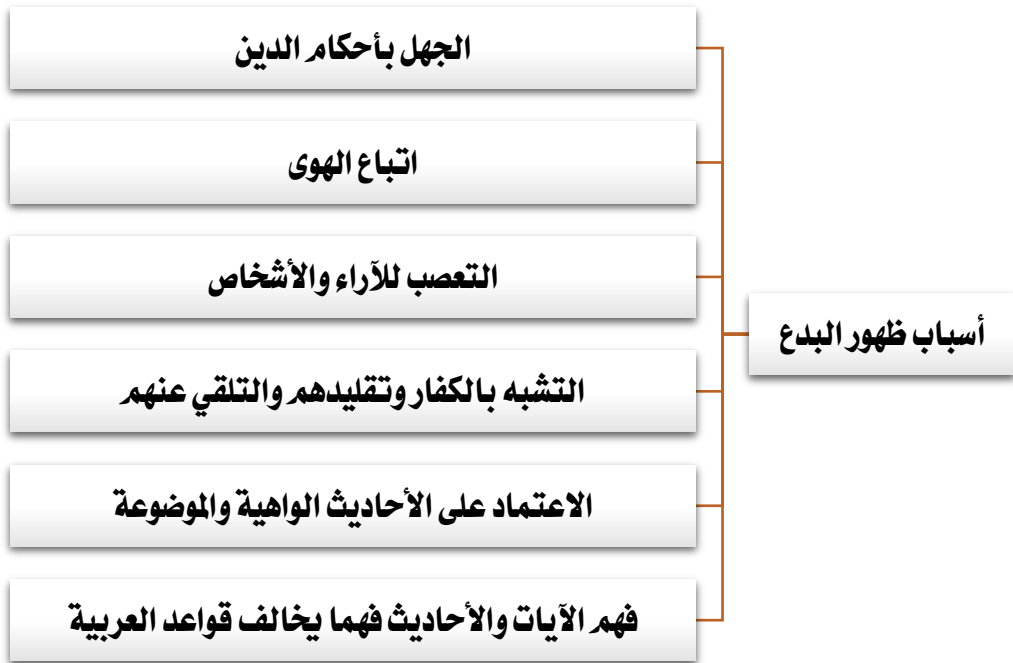 أسباب ظهور البدع
الجهل بأحكام الدين
اتباع الهوى
التعصب للآراء والأشخاص
التشبه بالكفار وتقليدهم والتلقي عنهم
الاعتماد على الأحاديث الواهية والموضوعة
فهم الآيات والأحاديث فهما يخالف قواعد العربية